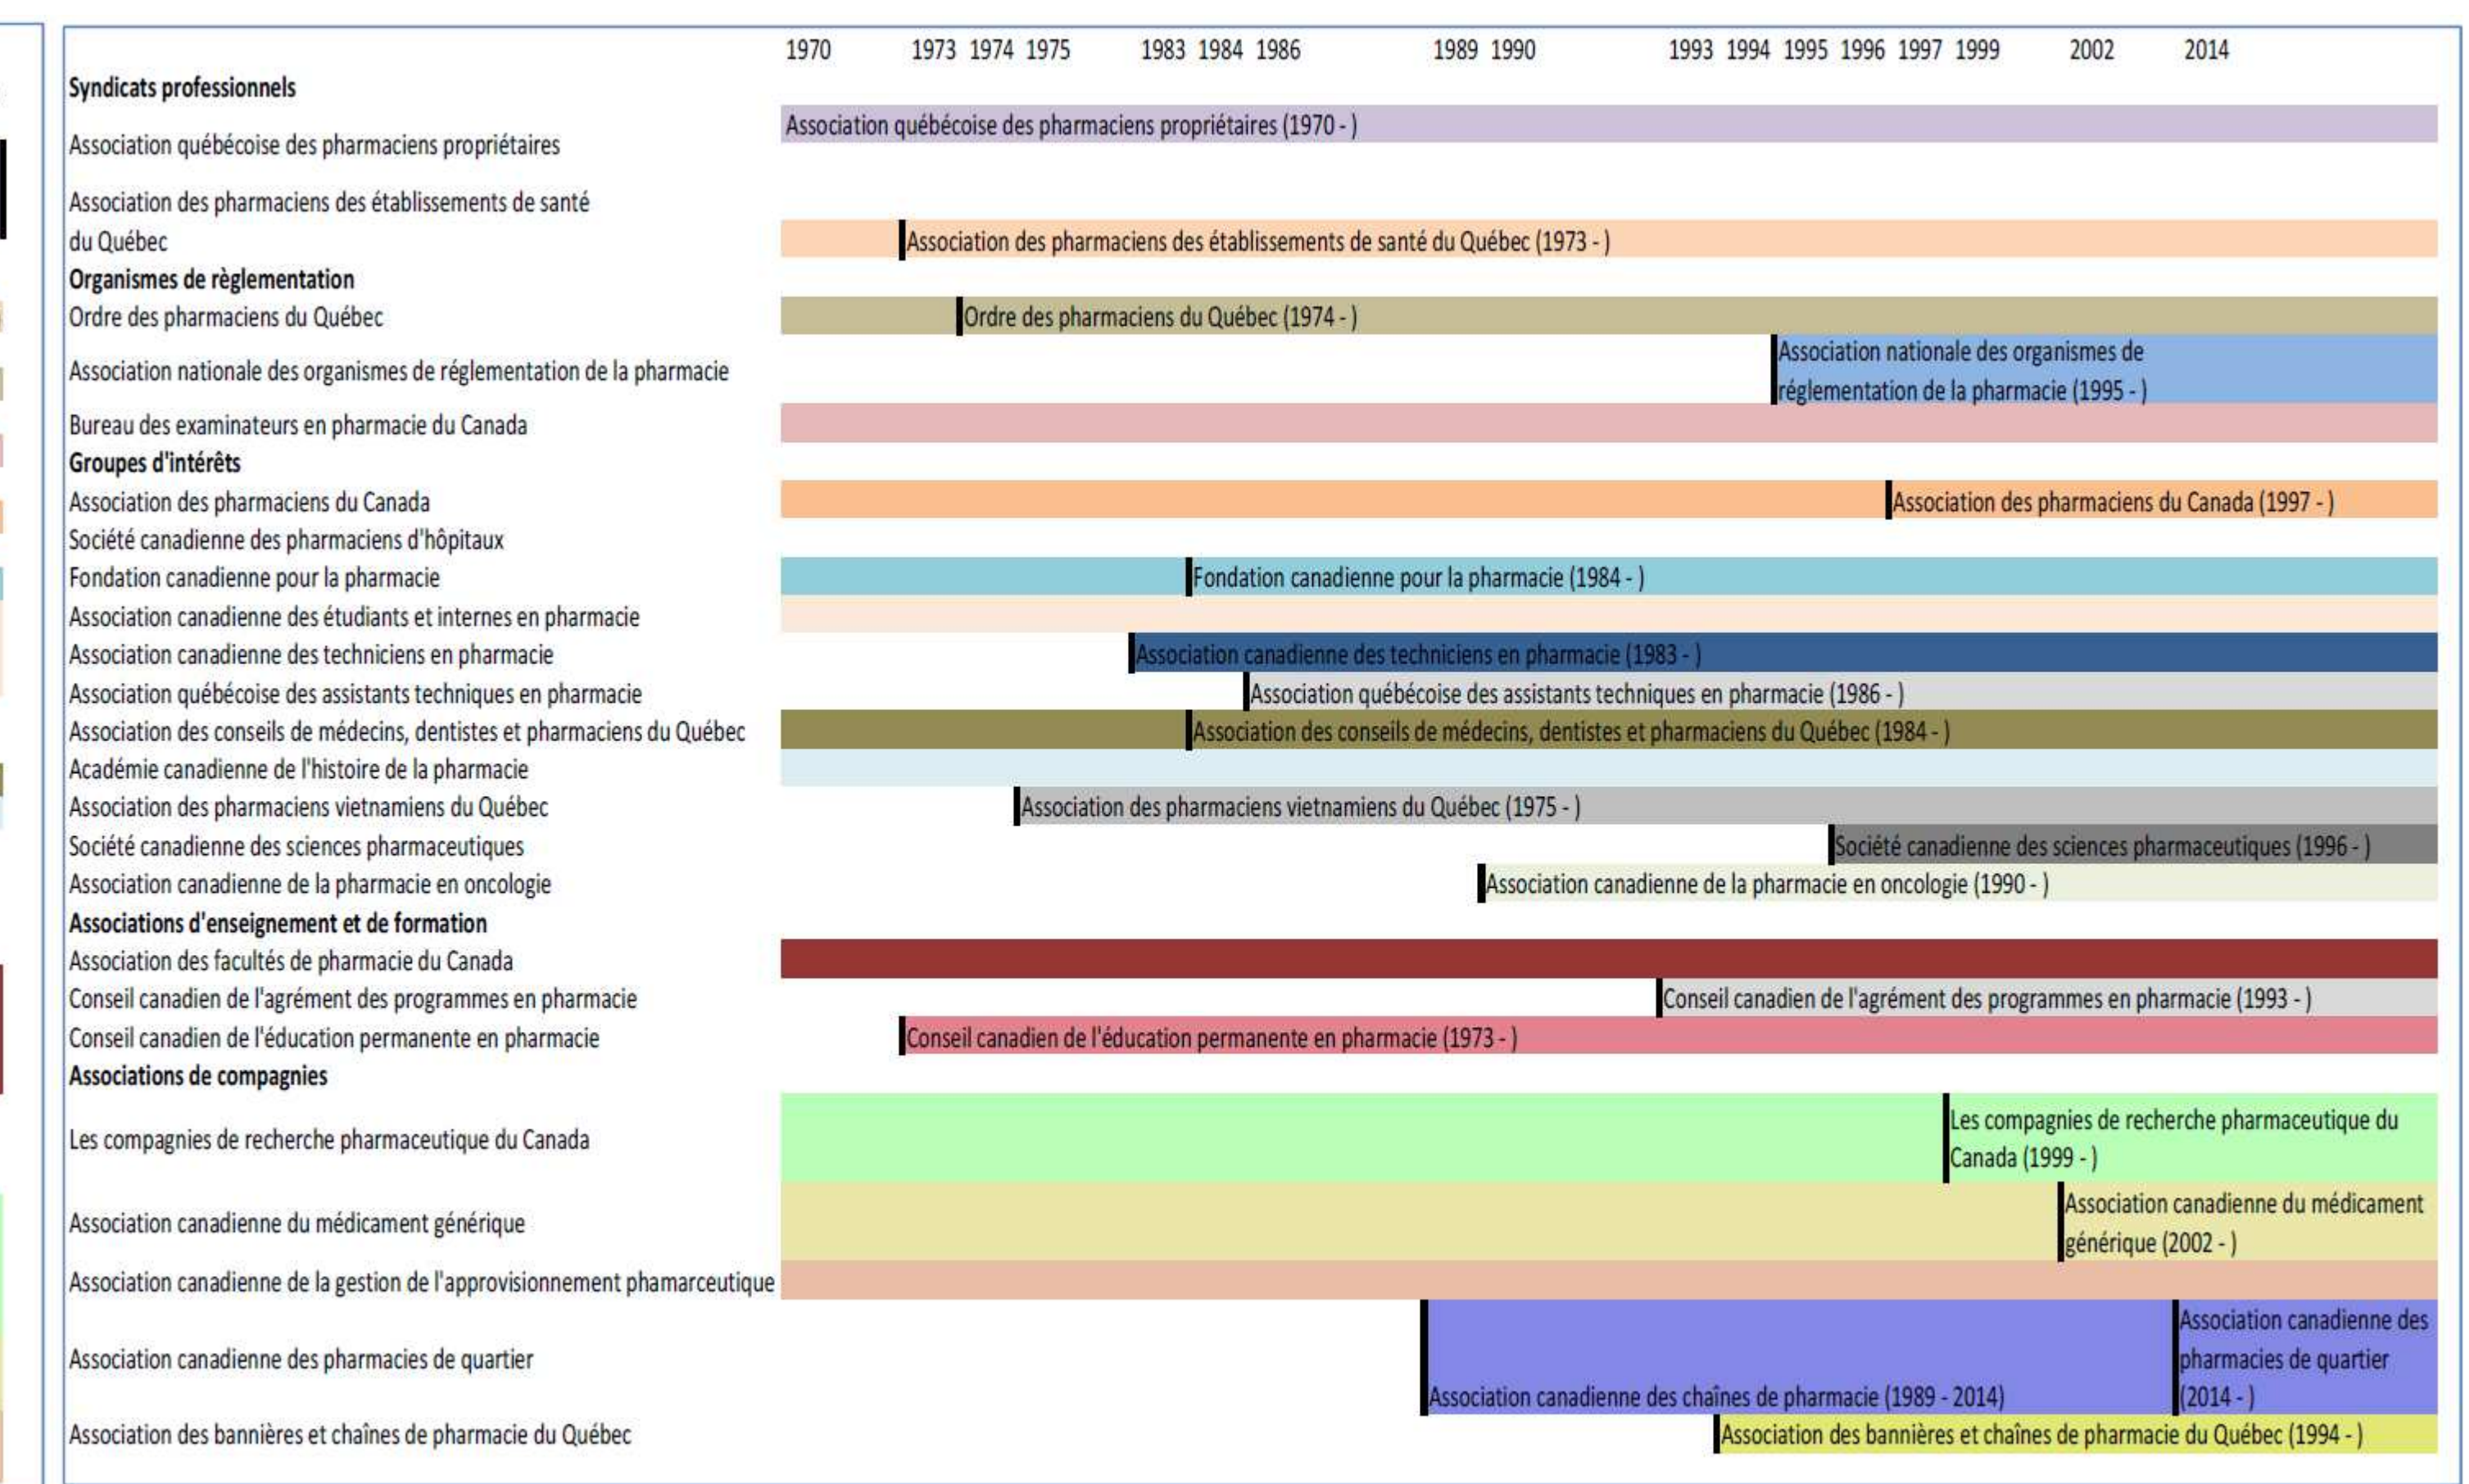 1970 1973 1974 1975 1983 1984 1986 1989 1990 1993 1994 1995 1996 1997 1999 2002 2014
Syndicats professionnels
Association québécoise des pharmaciens propriétaires (1970 - )
Association québécoise des pharmaciens propriétaires
Association des pharmaciens des établissements de santé
du Québec
Association des pharmaciens des établissements de santé du Québec (1973 - )
Organismes de règlementation
Ordre des pharmaciens du Québec
Ordre des pharmaciens du Québec (1974 - )
Association nationale des organismes de réglementation de la pharmacie
Association nationale des organismes de
réglementation de la pharmacie (1995 - )
Bureau des examinateurs en pharmacie du Canada
Groupes d'intérêts
Association des pharmaciens du Canada
Association des pharmaciens du Canada (1997 - )
Société canadienne des pharmaciens d'hôpitaux
Fondation canadienne pour la pharmacie
Fondation canadienne pour la pharmacie (1984 - )
Association canadienne des étudiants et internes en pharmacie
Association canadienne des techniciens en pharmacie
Association canadienne des techniciens en pharmacie (1983 - )
Association québécoise des assistants techniques en pharmacie
Association québécoise des assistants techniques en pharmacie (1986 - )
Association des conseils de médecins, dentistes et pharmaciens du Québec
Association des conseils de médecins, dentistes et pharmaciens du Québec (1984 - )
Académie canadienne de l'histoire de la pharmacie
Association des pharmaciens vietnamiens du Québec
Association des pharmaciens vietnamiens du Québec (1975 - )
Société canadienne des sciences pharmaceutiques
Société canadienne des sciences pharmaceutiques (1996 - )
Association canadienne de la pharmacie en oncologie
Association canadienne de la pharmacie en oncologie (1990 - )
Associations d'enseignement et de formation
Association des facultés de pharmacie du Canada
Conseil canadien de l'agrément des programmes en pharmacie
Conseil canadien de l'agrément des programmes en pharmacie (1993 - )
Conseil canadien de l'éducation permanente en pharmacie
Conseil canadien de l'éducation permanente en pharmacie (1973 - )
Associations de compagnies
Les compagnies de recherche pharmaceutique du Canada
Les compagnies de recherche pharmaceutique du
Canada (1999 - )
Association canadienne du médicament générique
Association canadienne du médicament
générique (2002 - )
Association canadienne de la gestion de l'approvisionnement phamarceutique
Association canadienne des pharmacies de quartier
Association canadienne des chaînes de pharmacie (1989 - 2014)
Association canadienne des
pharmacies de quartier
(2014 - )
Association des bannières et chaînes de pharmacie du Québec
Association des bannières et chaînes de pharmacie du Québec (1994 - )